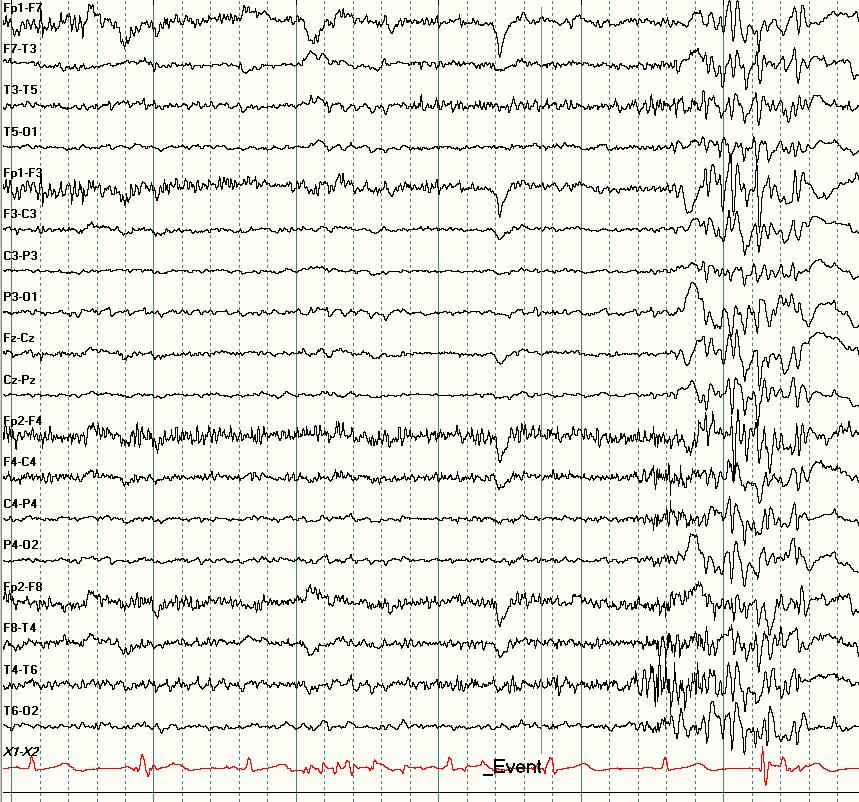 Fp1-F7
F7-T3
T3-T5
T5-O1
Fp1-F3
F3-C3
C3-P3
P3-O1
Fz-Cz
Cz-Pz
Fp2-F4
F4-C4
C4-P4
P4-O2
Fp2-F8
F8-T4
T4-T6
T6-O2
X1-X2
_Event